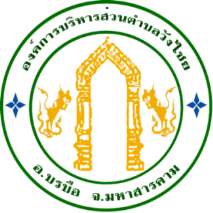 องค์การบริหารส่วนตำบลวังไชย
อ.บรบือ จ.มหาสารคาม